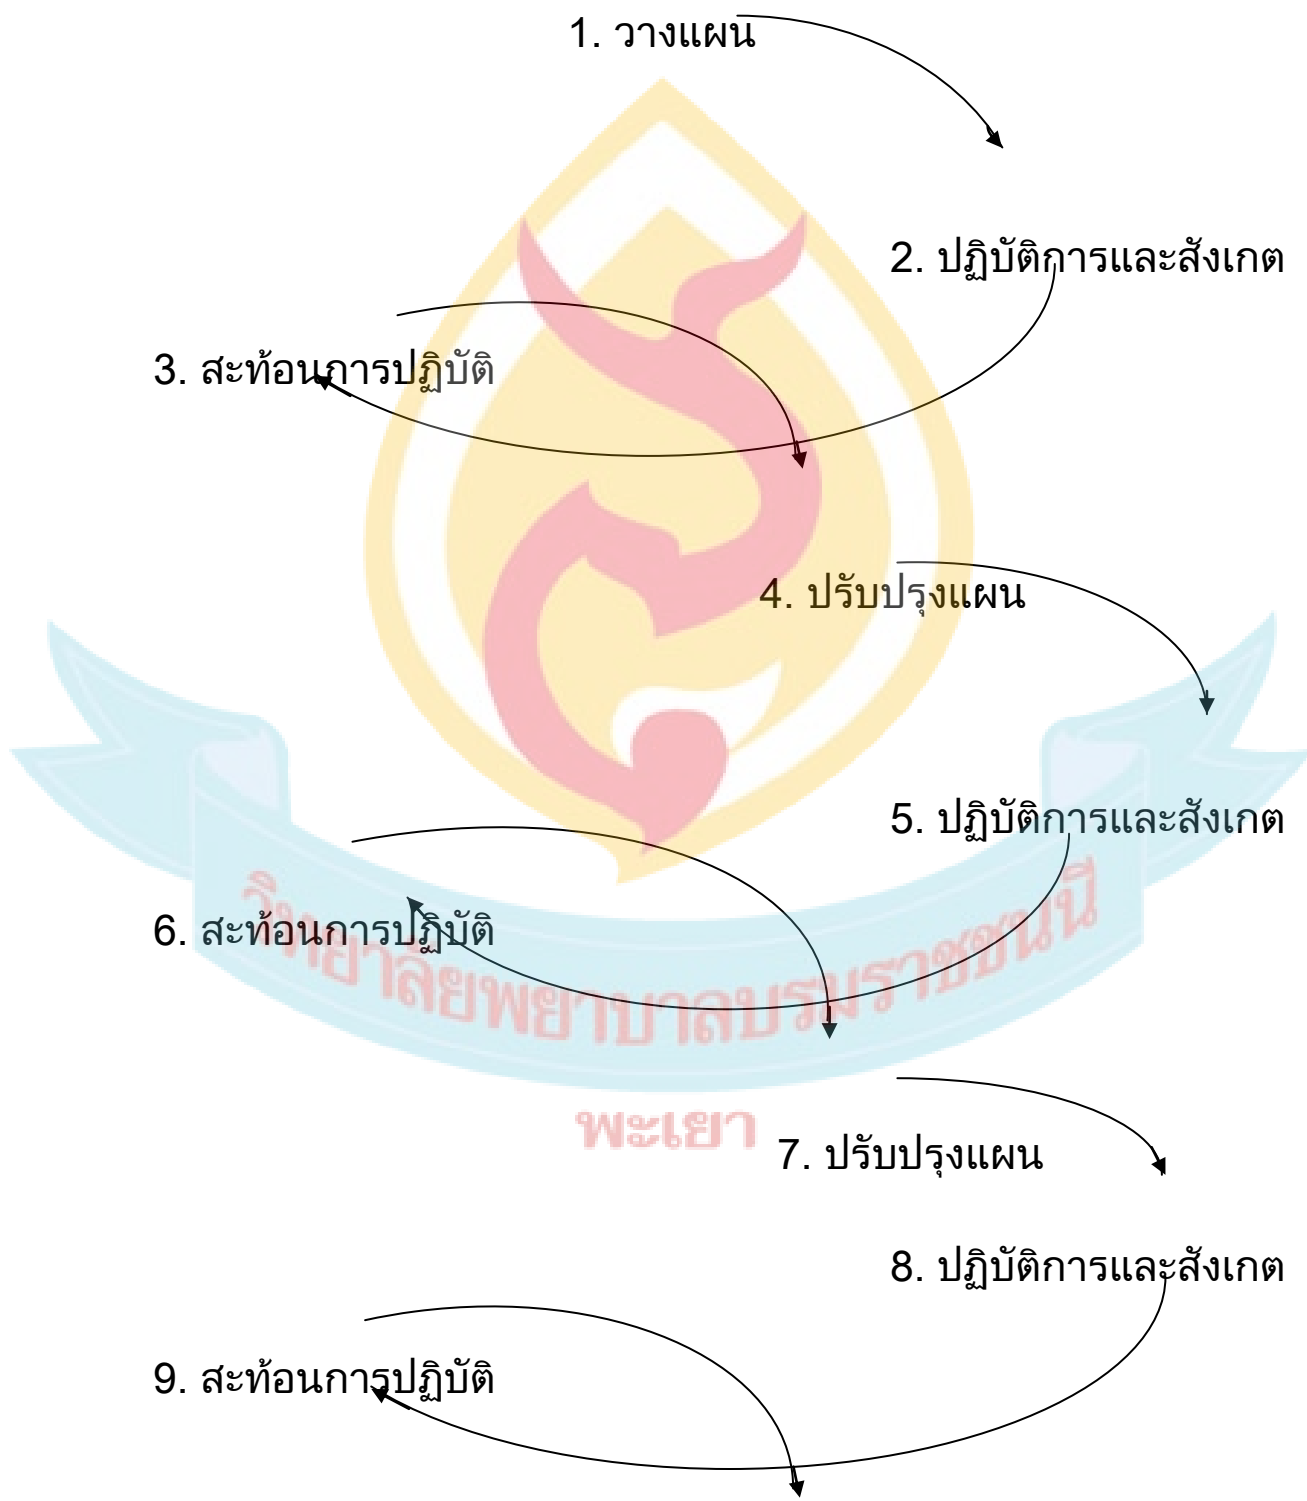 1. วางแผน
2. ปฏิบัติการและสังเกต
3. สะท้อนการปฏิบัติ
4. ปรับปรุงแผน
5. ปฏิบัติการและสังเกต
6. สะท้อนการปฏิบัติ
วิทยาลัยพยาบาลบรมราชชนนี
พะเยา
7. ปรับปรุงแผน
8. ปฏิบัติการและสังเกต
9. สะท้อนการปฏิบัติ